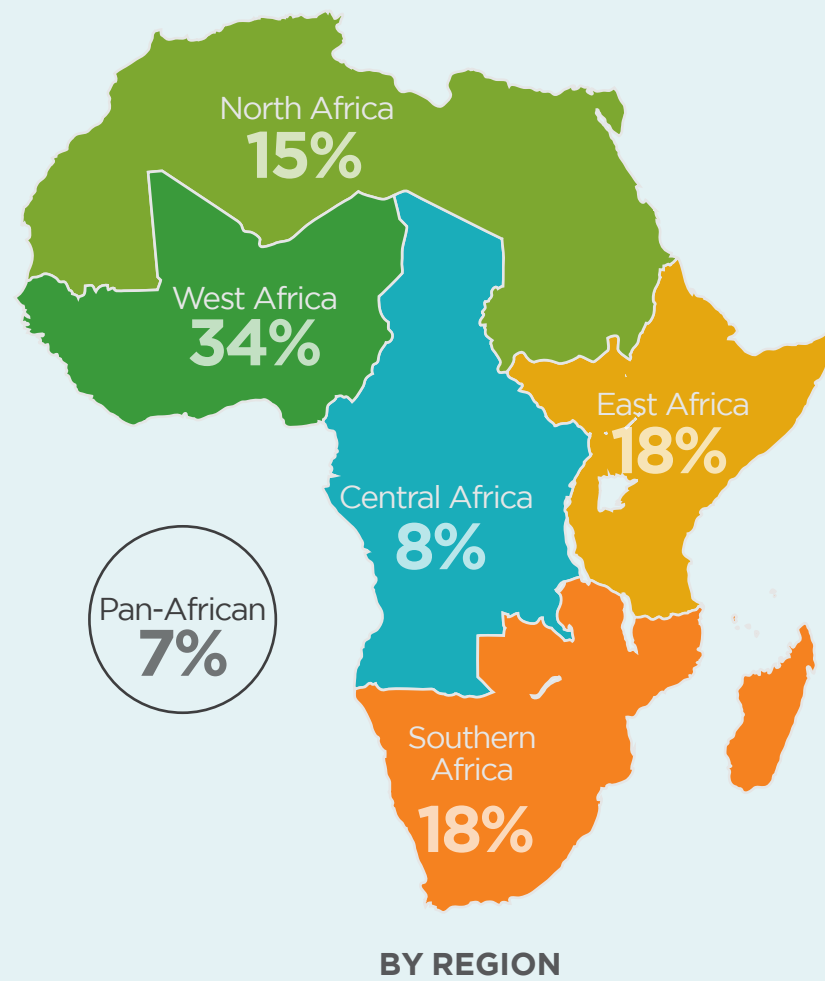 North Africa
15%
West Africa
34%
East Africa
18%
Central Africa
8%
Pan-African
7%
Southern
Africa
18%
BY REGION